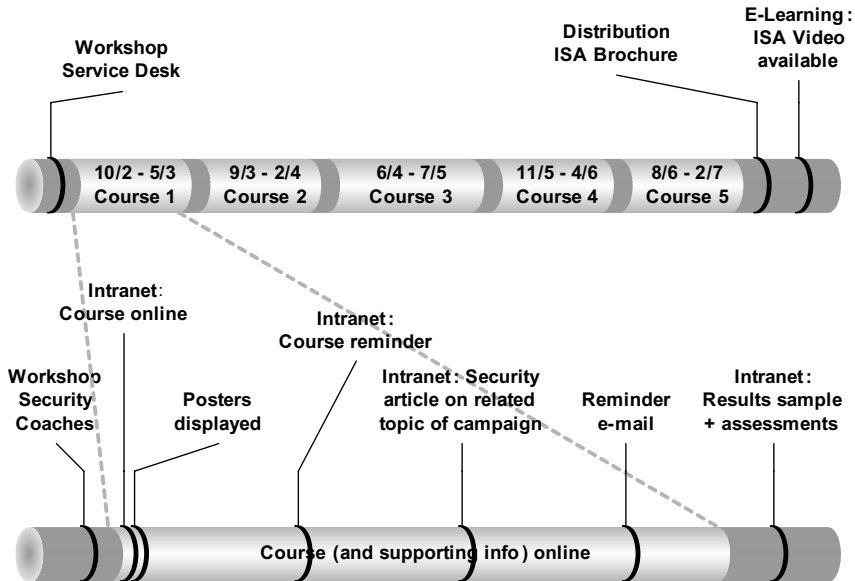 Workshop
Service Desk
Distribution
ISA Brochure
E-Learning:
ISA Video
available
10/2 - 5/3
Course 1
9/3 - 2/4
Course 2
6/4 - 7/5
Course 3
11/5 - 4/6
Course 4
8/6 - 2/7
Course 5
Intranet:
Course online
Intranet:
Course reminder
Workshop
Security
Coaches
Posters
displayed
Intranet: Security
article on related
topic of campaign
Reminder
e-mail
Intranet:
Results sample
+ assessments
Course (and supporting info) online